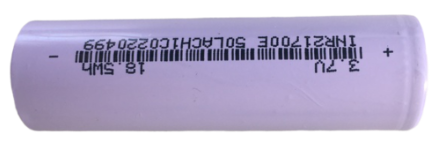 3.7V 18.5Wh
+ -
INR21700E 50LACH1C0220499